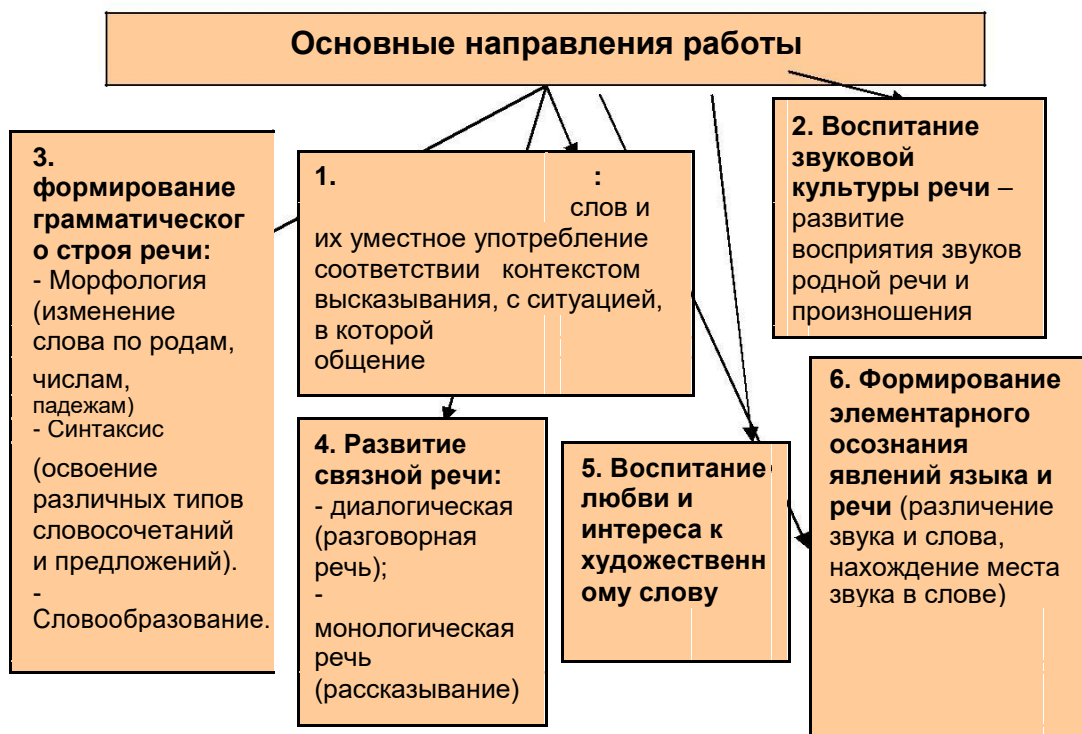 Основные направления работы
1. :
слов и
их уместное употребление
соответствии контекстом
высказывания, с ситуацией,
в которой
общение
2. Воспитание
звуковой
культуры речи –
развитие
восприятия звуков
родной речи и
произношения
3.
формирование
грамматическог
о строя речи:
- Морфология
(изменение
слова по родам,
числам,
падежам)
- Синтаксис
(освоение
различных типов
словосочетаний
и предложений).
-
Словообразование.
4. Развитие
связной речи:
- диалогическая
(разговорная
речь);
-
монологическая
речь
(рассказывание)
5. Воспитание
любви и
интереса к
художественн
ому слову
6. Формирование
элементарного
осознания
явлений языка и
речи (различение
звука и слова,
нахождение места
звука в слове)